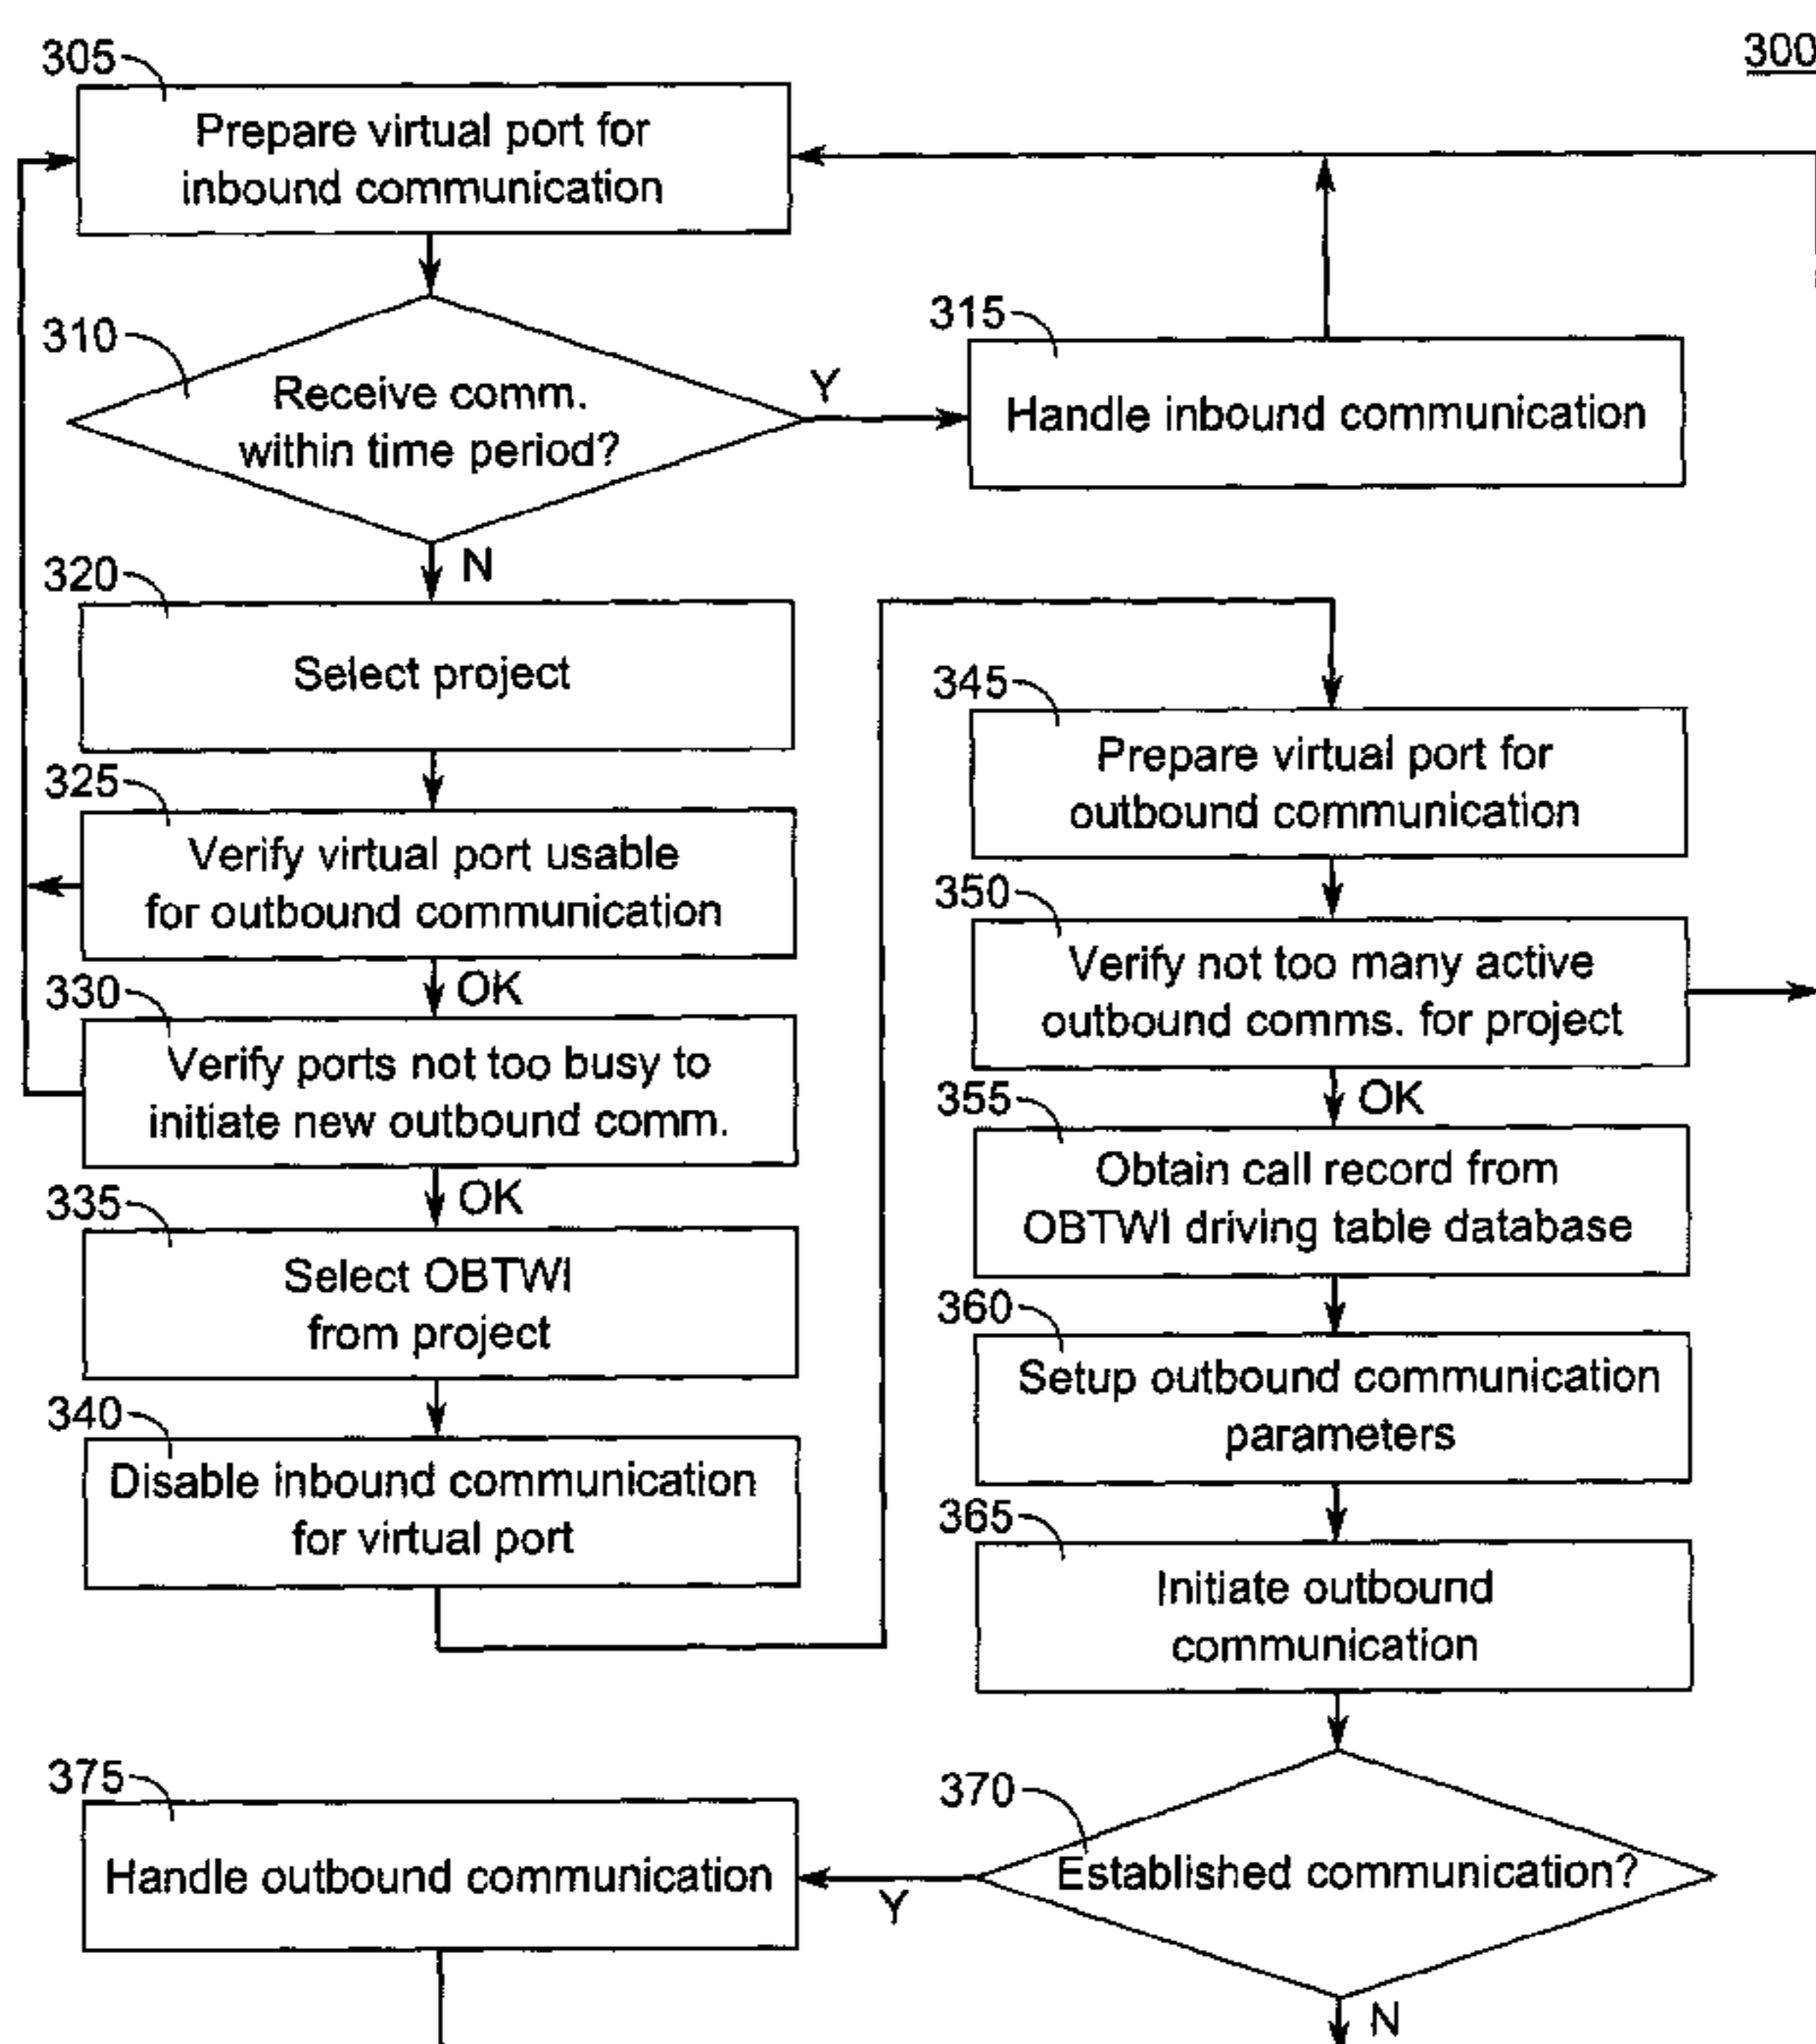 300
305
Prepare virtual port for
inbound communication
310
Receive comm.
within time period?
Y
315
Handle inbound communication
N
320
Select project
325
Verify virtual port usable
for outbound communication
OK
330
Verify ports not too busy to
initiate new outbound comm.
OK
335
Select OBTWI
from project
340
Disable inbound communication
for virtual port
345
Prepare virtual port for
outbound communication
350
Verify not too many active
outbound comms. for project
OK
355
Obtain call record from
OBTWI driving table database
360
Setup outbound communication
parameters
365
Initiate outbound
communication
370
Established communication?
Y
375
Handle outbound communication
N